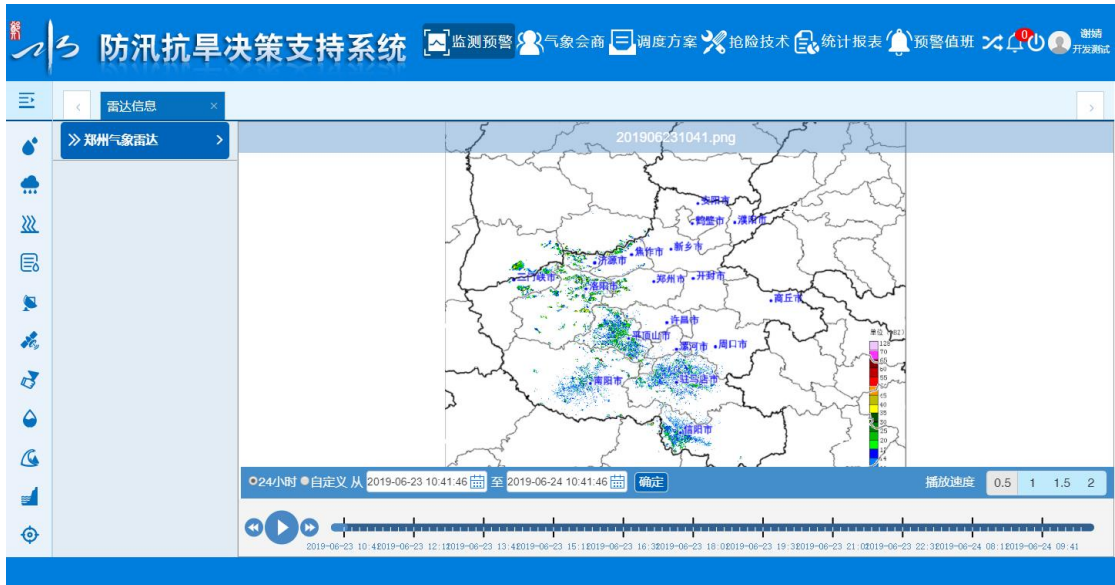 防汛抗旱决策支持系统
监测预警 气象会商 调度方案 抢险技术 统计报表 预警值班
0
谢婧
开发测试
雷达信息 ×
郑州气象雷达
201906231041.png
安阳市
鹤壁市 濮阳市
焦作市 新乡市
济源市
三门峡市 洛阳市 郑州市 开封市
商丘市
许昌市
平顶山市
漯河市 周口市
南阳市 驻马店市
信阳市
70
65
60
24小时 自定义 从 2019-06-23 10:41:46 至 2019-06-24 10:41:46 确定
播放速度 0.5 1 1.5 2
2019-06-23 10:41 2019-06-23 12:11 2019-06-23 13:41 2019-06-23 15:11 2019-06-23 16:3 2019-06-23 18:0 2019-06-23 19:3 2019-06-23 21:0 2019-06-23 22:3 2019-06-24 08:11 2019-06-24 09:41